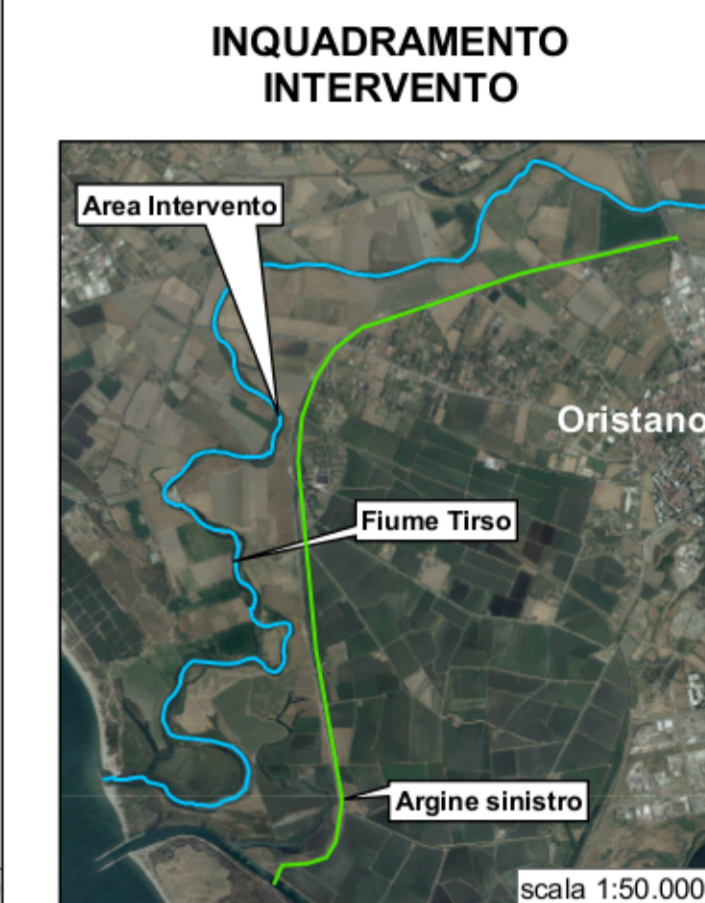 INQUADRAMENTO
INTERVENTO
Area Intervento
Oristano
Fiume Tirso
Argine sinistro
scala 1:50.000